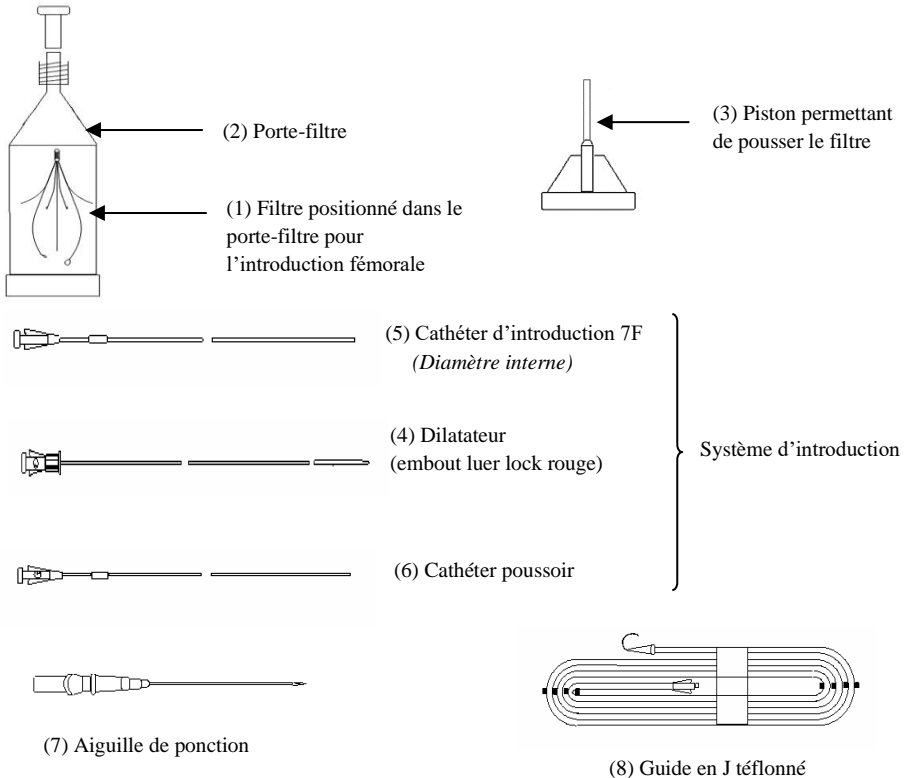 (2) Porte-filtre
(3) Piston permettant
de pousser le filtre
(1) Filtre positionné dans le
porte-filtre pour
l’introduction fémorale
(5) Cathéter d’introduction 7F
(Diamètre interne)
(4) Dilatateur
(embout luer lock rouge)
Système d’introduction
(6) Cathéter poussoir
(7) Aiguille de ponction
(8) Guide en J téflonné